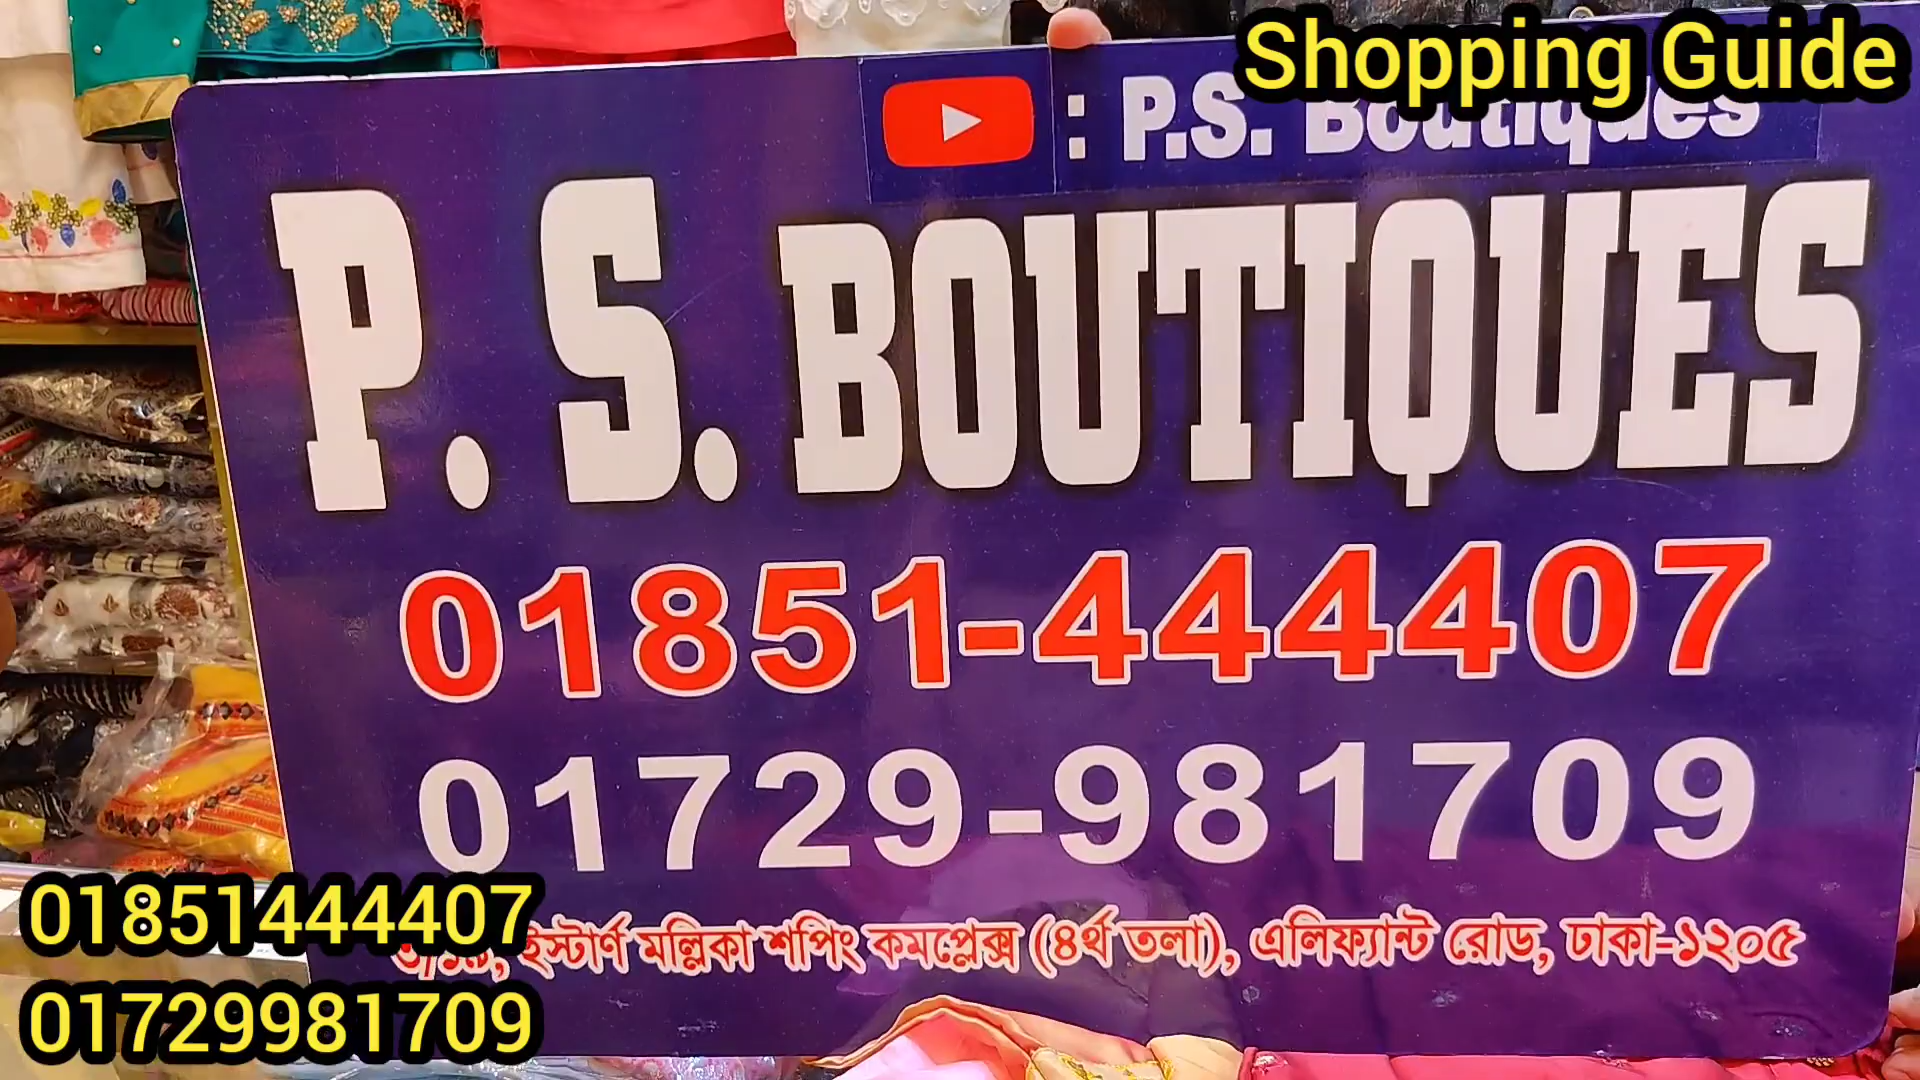 Shopping Guide
: P.S. Boutiques
P. S. BOUTIQUES
01851-444407
01729-981709
ইস্টার্ণ মল্লিকা শপিং কমপ্লেক্স (৪র্থ তলা), এলিফ্যান্ট রোড, ঢাকা-১২০৫
01851444407
01729981709